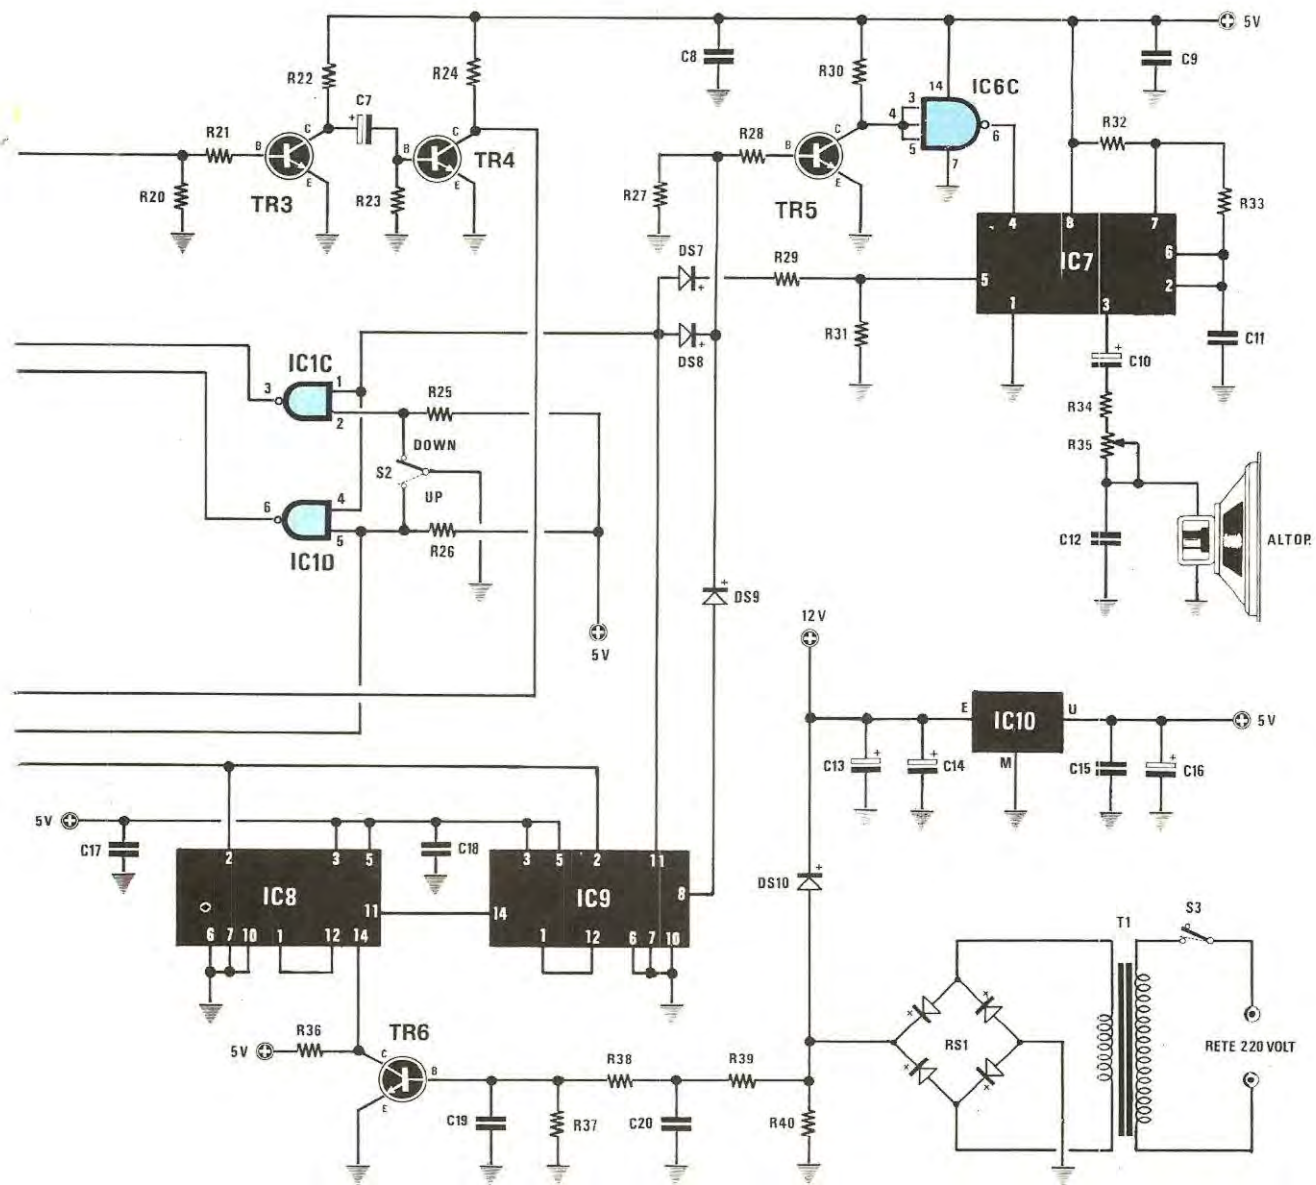 5V
R22
R24
C8
R30
C9
C7
14
IC6C
R21
R28
3
4
5
6
7
R32
B C E
TR3
B C E
TR4
R20
R23
R27
B C E
TR5
R33
DS7
+
R29
4 8 7
IC7
6
5
2
1 3
R31
DS8
+
C11
IC1C
3 1
2
R25
C10
+
R34
DOWN
S2
R35
UP
6 4
5
IC1D
R26
C12
ALTOP.
DS9
+
5V
12V
E IC10 U
M
5V
C13
+
C14
+
C15
C16
+
5V
C17
C18
2 3 5
IC8
11
6 7 10 1 12 14
3 5 2 11
IC9
14
8
1 12 6 7 10
DS10
+
T1
S3
RS1
RETE 220 VOLT
R36
5V
TR6
C
B
E
R38
R39
C19
R37
C20
R40